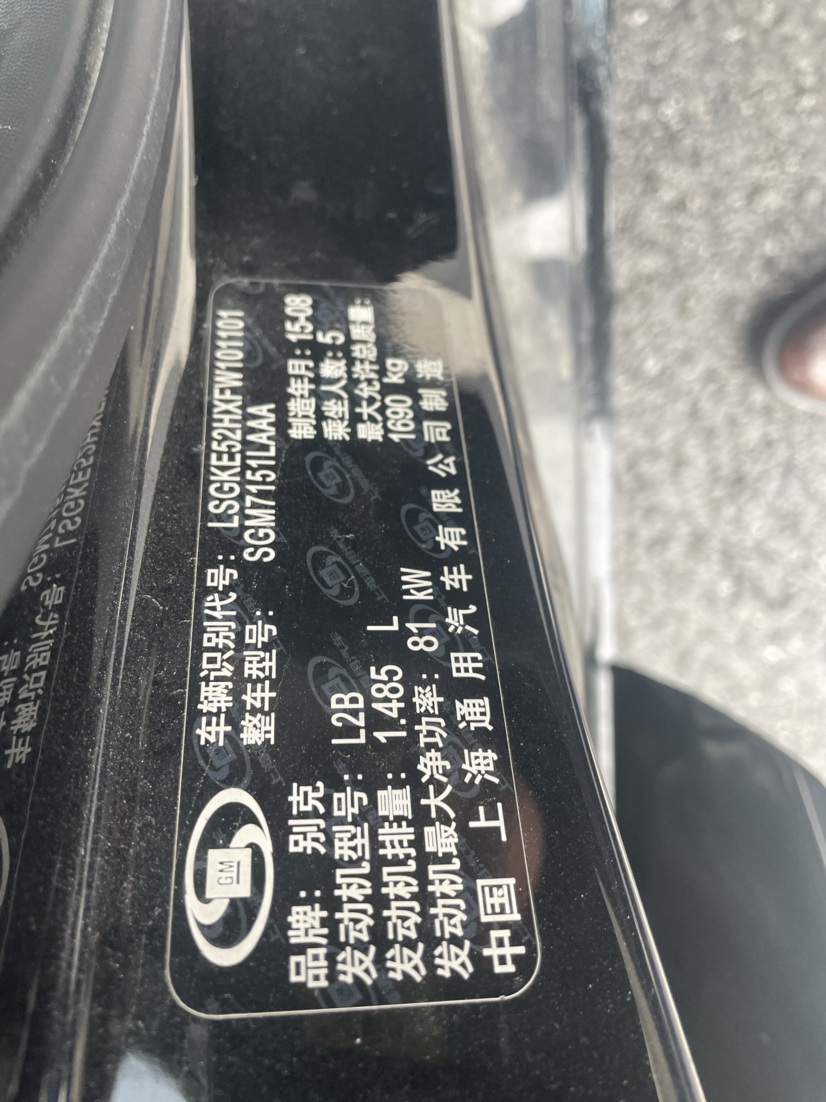 车辆识别代号: LSGKE52HXFW101101
整车型号: SGM7151LAAA
GM
品牌: 别克
制造年月: 15-08
发动机型号: L2B
乘坐人数: 5
发动机排量: 1.485 L
最大允许总质量:
发动机最大净功率: 81 kW
1690 kg
中国 上海通用汽车有限公司制造